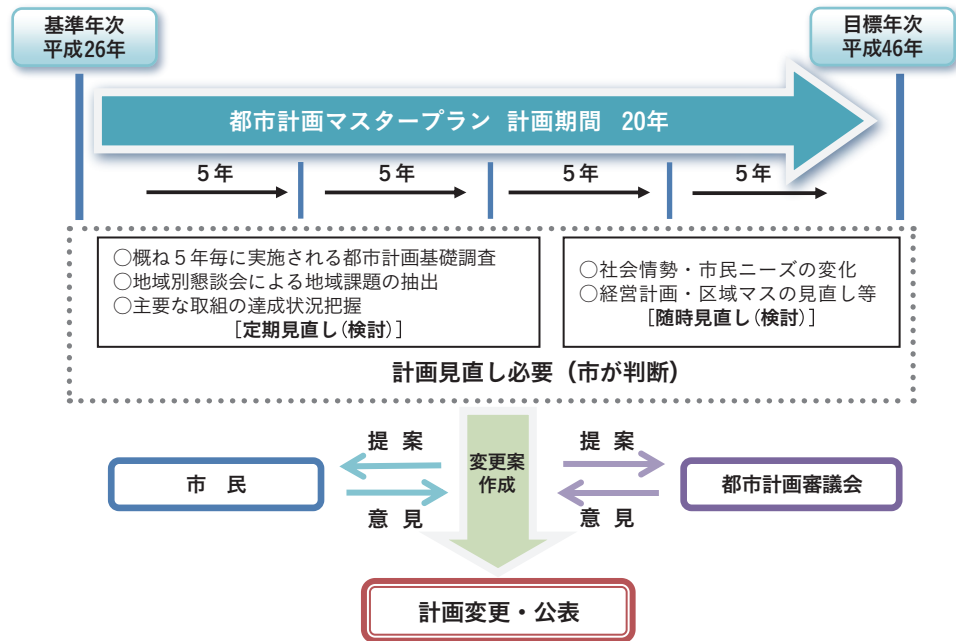 基準年次
平成26年
目標年次
平成46年
都市計画マスタープラン 計画期間 20年
5年
5年
5年
5年
○概ね5年毎に実施される都市計画基礎調査
○地域別懇談会による地域課題の抽出
○主要な取組の達成状況把握
[定期見直し(検討)]
○社会情勢・市民ニーズの変化
○経営計画・区域マスの見直し等
[随時見直し(検討)]
計画見直し必要（市が判断）
提 案
提 案
市 民
変更案
作成
都市計画審議会
意 見
意 見
計画変更・公表